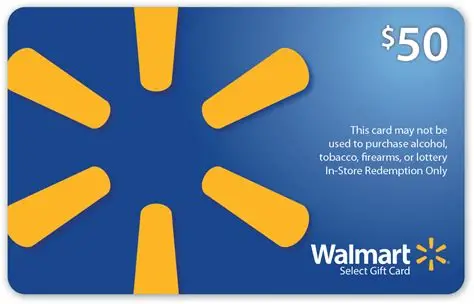 $50
This card may not be
used to purchase alcohol,
tobacco, firearms, or lottery
In-Store Redemption Only
Walmart
Select Gift Card